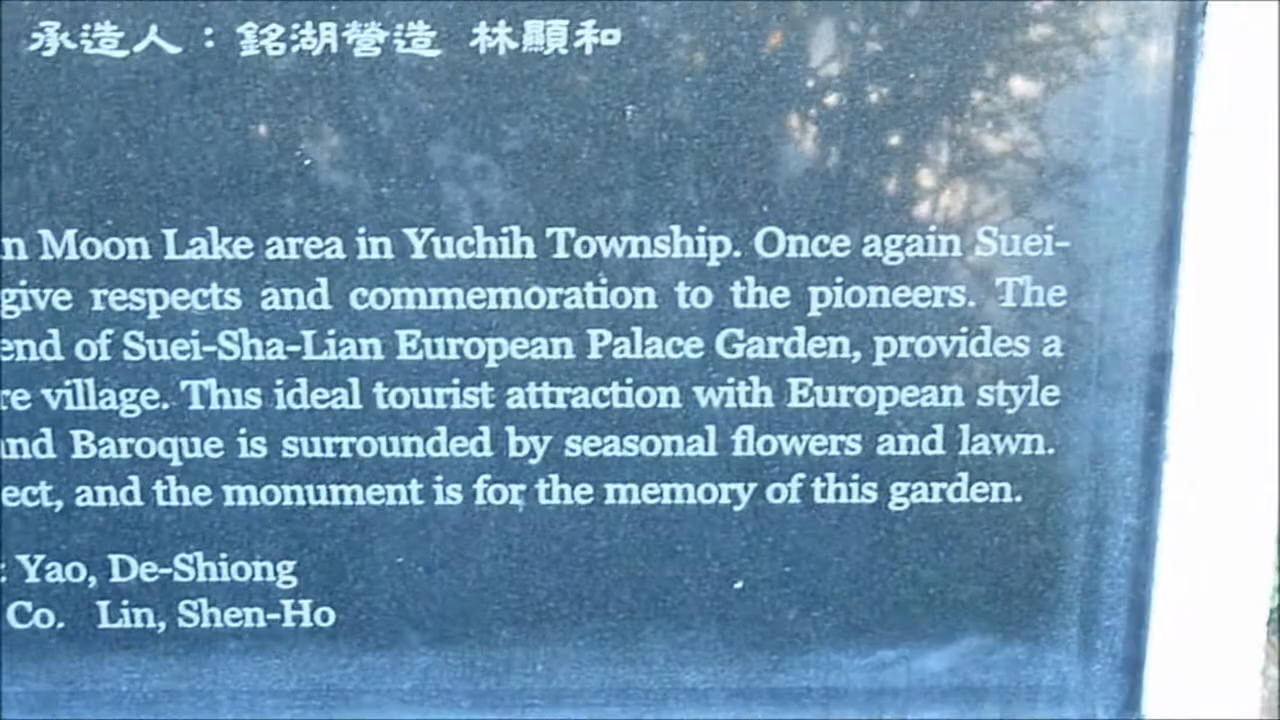 承造人：銘湖營造 林顯和
n Moon Lake area in Yuchih Township. Once again Suei-
give respects and commemoration to the pioneers. The
end of Suei-Sha-Lian European Palace Garden, provides a
re village. This ideal tourist attraction with European style
and Baroque is surrounded by seasonal flowers and lawn.
ect, and the monument is for the memory of this garden.
: Yao, De-Shiong
Co. Lin, Shen-Ho